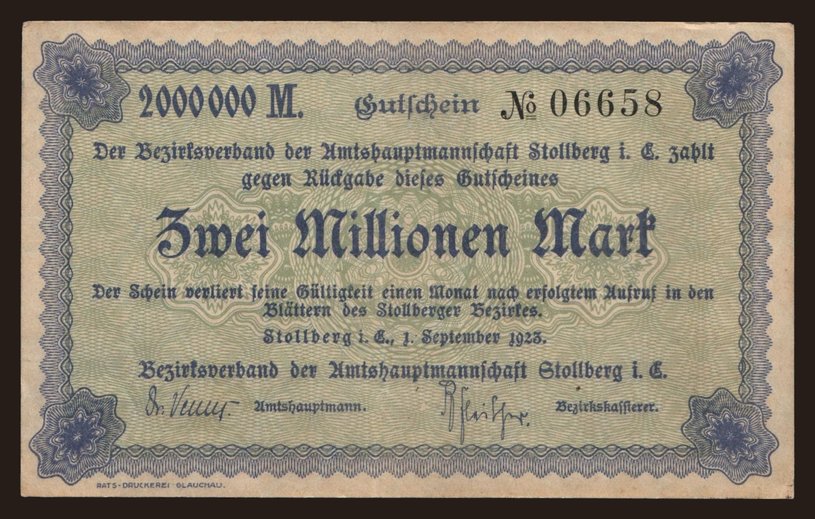 2000000 M. Gutschein № 06658
Der Bezirksverband der Amtshauptmannschaft Stollberg i. E. zahlt
gegen Rückgabe dieses Gutscheines
Zwei Millionen Mark
Der Schein verliert seine Gültigkeit einen Monat nach erfolgtem Aufruf in den
Blättern des Stollberger Bezirkes.
Stollberg i. E., 1. September 1923.
Bezirksverband der Amtshauptmannschaft Stollberg i. E.
Amtshauptmann. Bezirkskassierer.
RATS-DRUCKEREI GLAUCHAU.